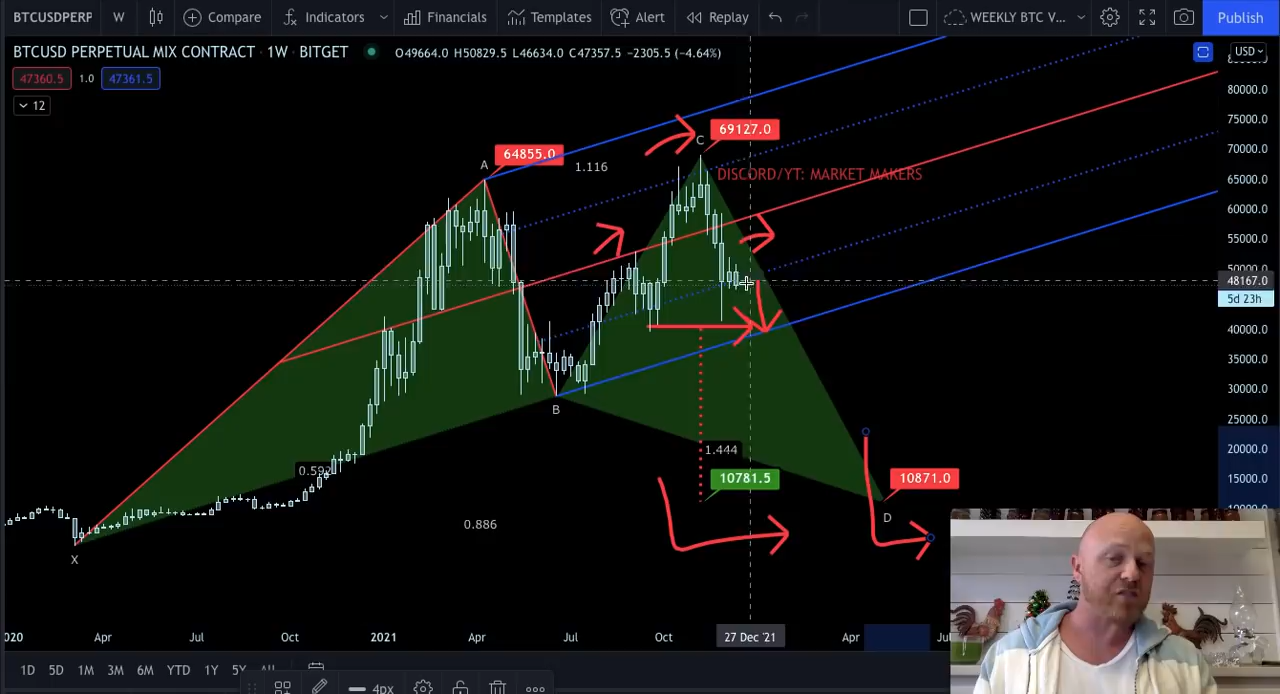 BTCUSDPERP W Compare Indicators Financials Templates Alert Replay WEEKLY BTC V... Publish
BTCUSD PERPETUAL MIX CONTRACT · 1W · BITGET O49664.0 H50829.5 L46634.0 C47357.5 −2305.5 (−4.64%) USD
47360.5 1.0 47361.5
12
80000.0
75000.0
70000.0
65000.0
60000.0
55000.0
50000.0
48167.0
5d 23h
40000.0
35000.0
30000.0
25000.0
20000.0
15000.0
69127.0
C
64855.0
A
1.116
DISCORD/YT: MARKET MAKERS
B
1.444
0.592
10781.5
10871.0
D
0.886
X
2020 Apr Jul Oct 2021 Apr Jul Oct 27 Dec '21 Apr
1D 5D 1M 3M 6M YTD 1Y 5Y All
4px